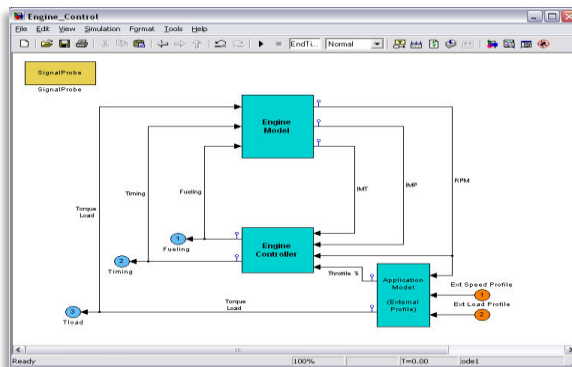 Engine_Control
File Edit View Simulation Format Tools Help
EndTi... Normal
SignalProbe
SignalProbe
Engine
Model
Torque
Load
Timing
Fueling
IMT
IMP
RPM
1
Fueling
Engine
Controller
2
Timing
Throttle %
Application
Model
(External
Profile)
Ext Speed Profile
1
Ext Load Profile
2
Torque
Load
3
Tload
Ready 100% T=0.00 ode1